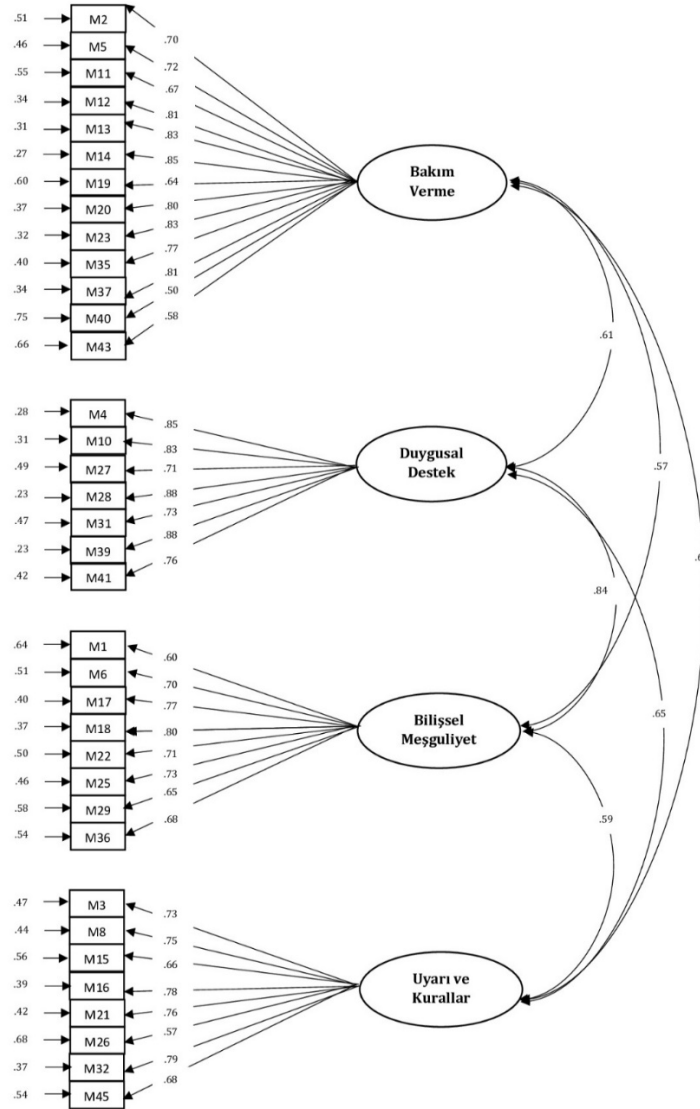 .51 M2 .70
.46 M5 .72
.55 M11 .67
.34 M12 .81
.31 M13 .83
.27 M14 .85
.60 M19 .64
.37 M20 .80
.32 M23 .83
.40 M35 .77
.34 M37 .81
.75 M40 .50
.66 M43 .58
Bakım
Verme
.61
.57
.28 M4 .85
.31 M10 .83
.49 M27 .71
.23 M28 .88
.47 M31 .73
.23 M39 .88
.42 M41 .76
Duygusal
Destek
.84
.65
.64 M1 .60
.51 M6 .70
.40 M17 .77
.37 M18 .80
.50 M22 .71
.46 M25 .73
.58 M29 .65
.54 M36 .68
Bilişsel
Meşguliyet
.59
.47 M3 .73
.44 M8 .75
.56 M15 .66
.39 M16 .78
.42 M21 .76
.68 M26 .57
.37 M32 .79
.54 M45 .68
Uyarı ve
Kurallar